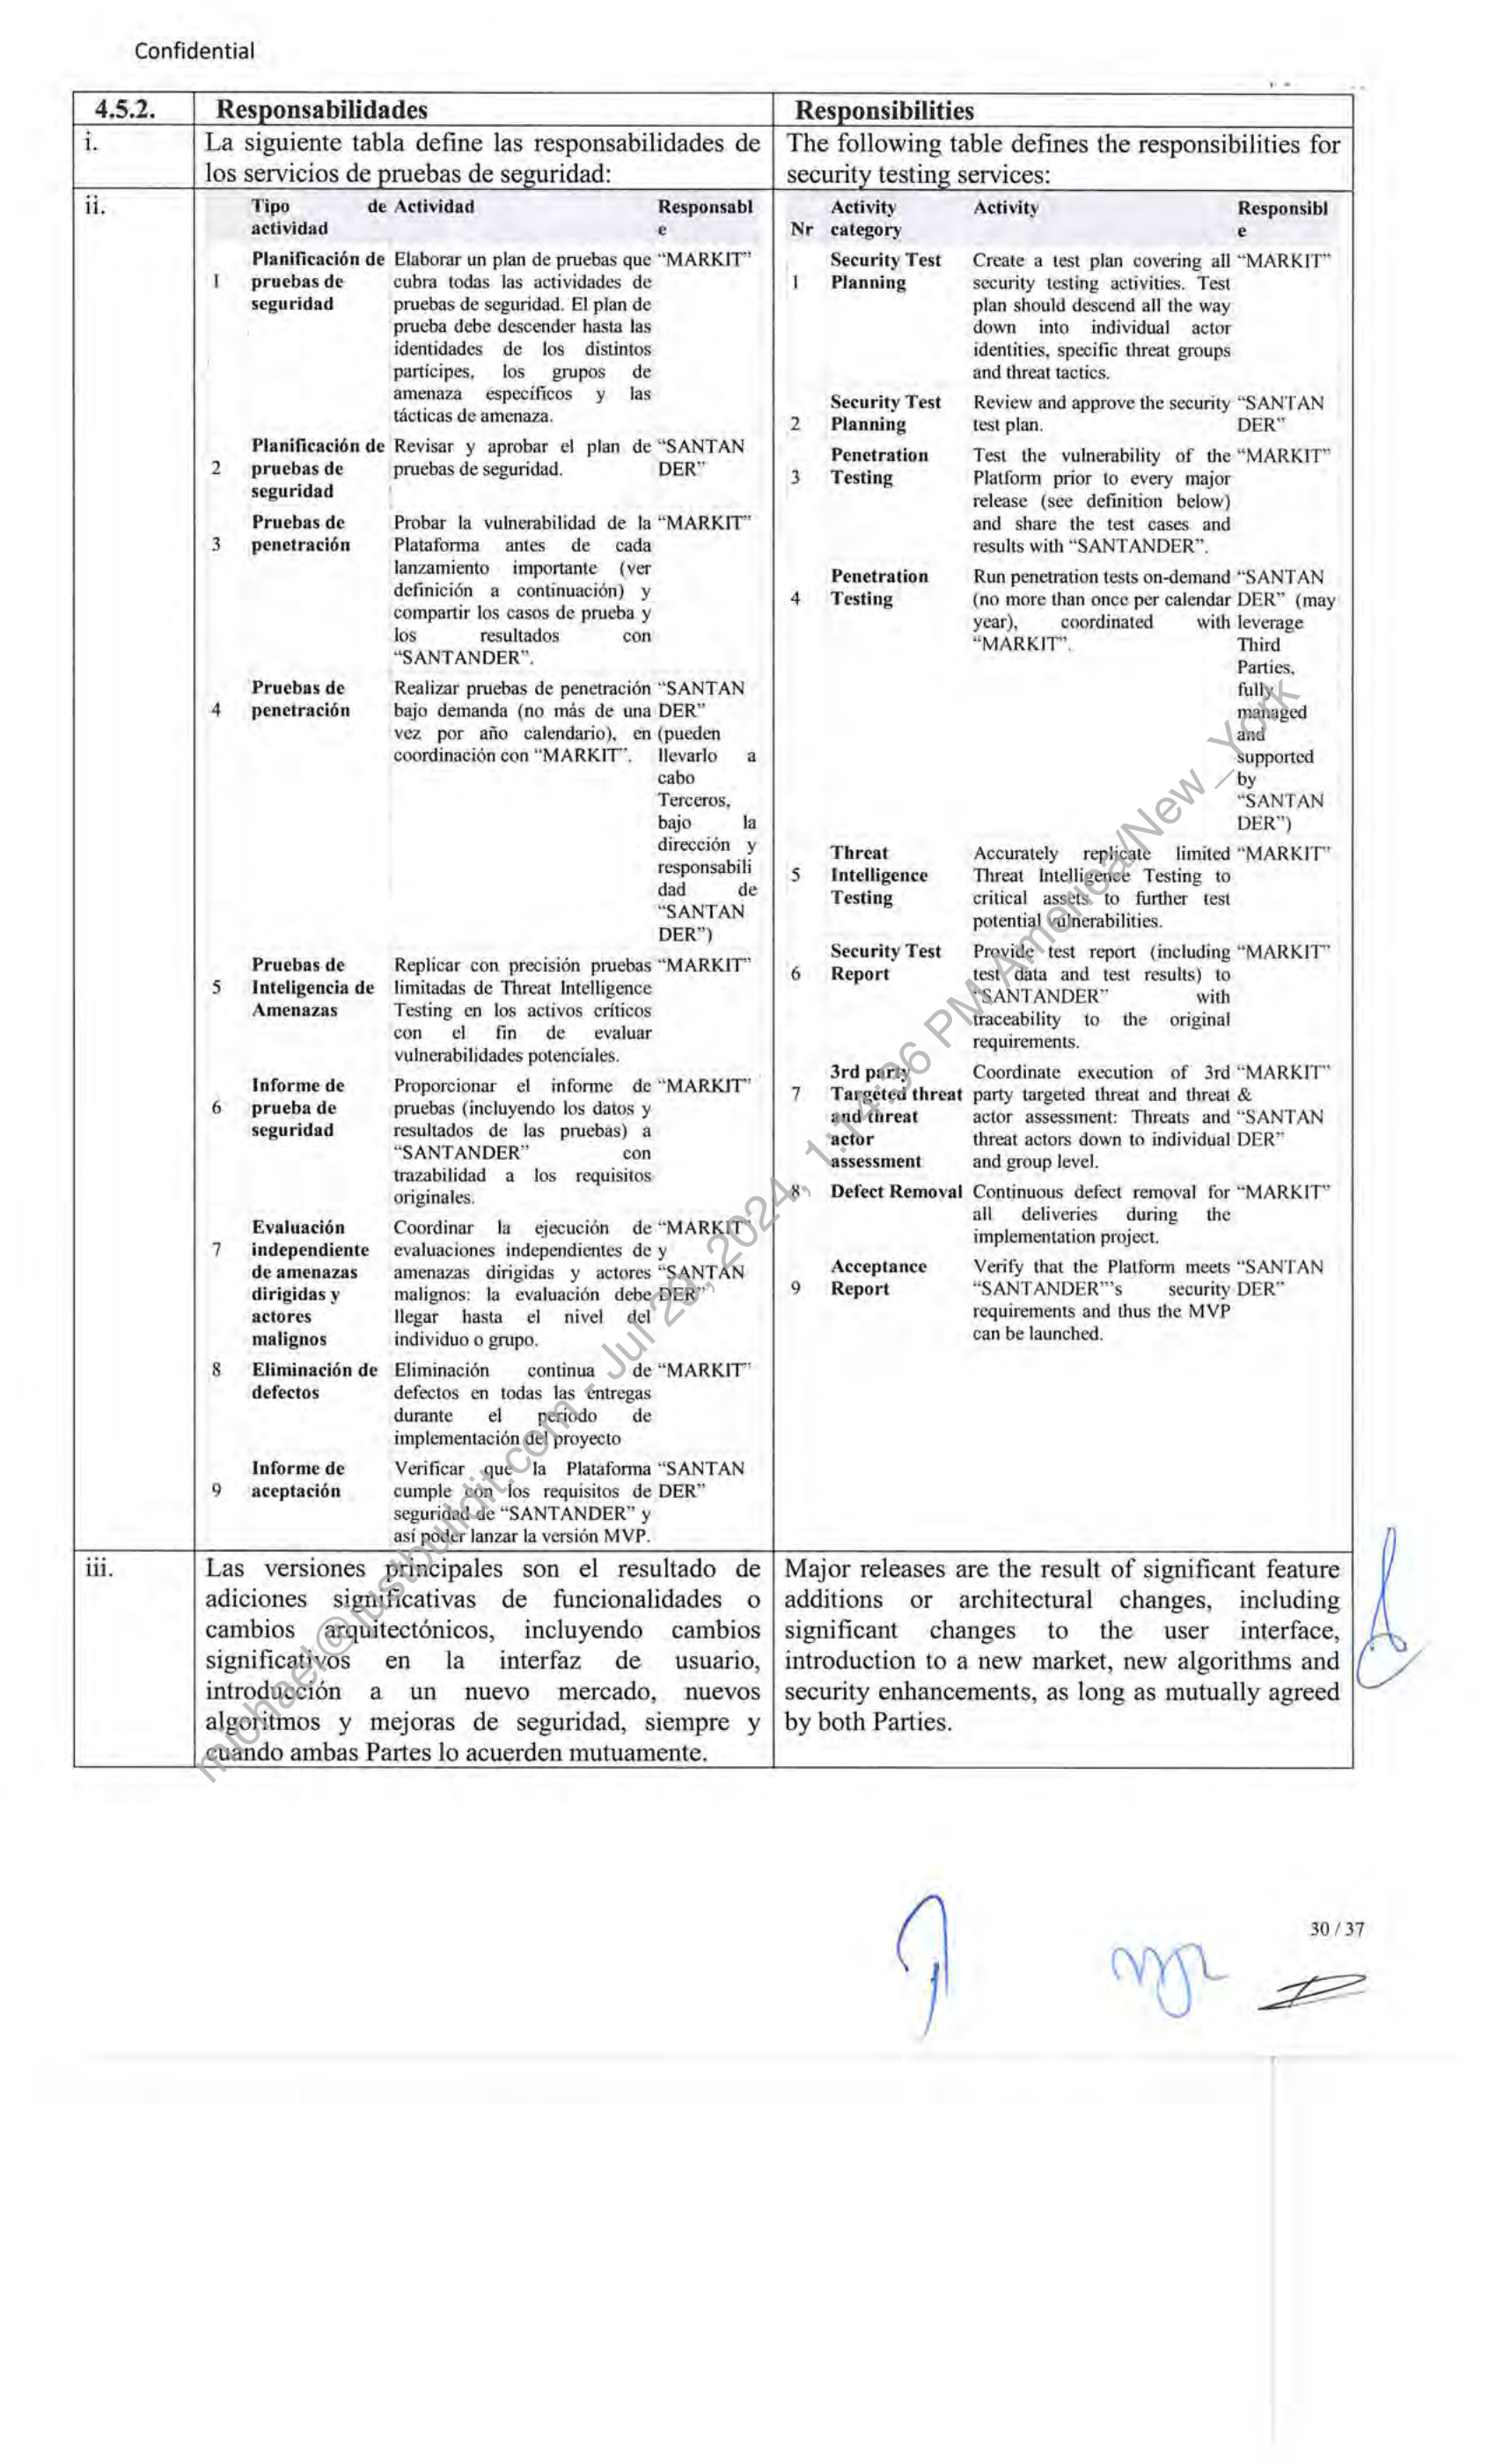 Confidential
4.5.2. Responsabilidades
i. La siguiente tabla define las responsabilidades de
los servicios de pruebas de seguridad:
ii.
Tipo de Actividad Responsabl
actividad e
Planificación de Elaborar un plan de pruebas que “MARKIT”
1 pruebas de cubra todas las actividades de
seguridad pruebas de seguridad. El plan de
prueba debe descender hasta las
identidades de los distintos
partícipes, los grupos de
amenaza específicos y las
tácticas de amenaza.
Planificación de Revisar y aprobar el plan de “SANTAN
2 pruebas de pruebas de seguridad. DER”
seguridad
Pruebas de Probar la vulnerabilidad de la “MARKIT”
3 penetración Plataforma antes de cada
lanzamiento importante (ver
definición a continuación) y
compartir los casos de prueba y
los resultados con
“SANTANDER”.
Pruebas de Realizar pruebas de penetración “SANTAN
4 penetración bajo demanda (no más de una DER”
vez por año calendario), en (pueden
coordinación con “MARKIT”. llevarlo a
cabo
Terceros,
bajo la
dirección y
responsabili
dad de
“SANTAN
DER”)
Pruebas de Replicar con precisión pruebas “MARKIT”
5 Inteligencia de limitadas de Threat Intelligence
Amenazas Testing en los activos críticos
con el fin de evaluar
vulnerabilidades potenciales.
Informe de Proporcionar el informe de “MARKIT”
6 prueba de pruebas (incluyendo los datos y
seguridad resultados de las pruebas) a
“SANTANDER” con
trazabilidad a los requisitos
originales.
Evaluación Coordinar la ejecución de “MARKIT”
7 independiente evaluaciones independientes de y
de amenazas amenazas dirigidas y actores “SANTAN
dirigidas y malignos: la evaluación debe DER”
actores llegar hasta el nivel del
malignos individuo o grupo.
8 Eliminación de Eliminación continua de “MARKIT”
defectos defectos en todas las entregas
durante el periodo de
implementación del proyecto
Informe de Verificar que la Plataforma “SANTAN
9 aceptación cumple con los requisitos de DER”
seguridad de “SANTANDER” y
así poder lanzar la versión MVP.
iii. Las versiones principales son el resultado de
adiciones significativas de funcionalidades o
cambios arquitectónicos, incluyendo cambios
significativos en la interfaz de usuario,
introducción a un nuevo mercado, nuevos
algoritmos y mejoras de seguridad, siempre y
cuando ambas Partes lo acuerden mutuamente.
Responsibilities
The following table defines the responsibilities for
security testing services:
Activity Activity Responsibl
Nr category e
Security Test Create a test plan covering all “MARKIT”
1 Planning security testing activities. Test
plan should descend all the way
down into individual actor
identities, specific threat groups
and threat tactics.
Security Test Review and approve the security “SANTAN
2 Planning test plan. DER”
Penetration Test the vulnerability of the “MARKIT”
3 Testing Platform prior to every major
release (see definition below)
and share the test cases and
results with “SANTANDER”.
Penetration Run penetration tests on-demand “SANTAN
4 Testing (no more than once per calendar DER” (may
year), coordinated with leverage
“MARKIT”. Third
Parties,
fully
managed
and
supported
by
“SANTAN
DER”)
Threat Accurately replicate limited “MARKIT”
5 Intelligence Threat Intelligence Testing to
Testing critical assets to further test
potential vulnerabilities.
Security Test Provide test report (including “MARKIT”
6 Report test data and test results) to
“SANTANDER” with
traceability to the original
requirements.
3rd party Coordinate execution of 3rd “MARKIT”
7 Targeted threat party targeted threat and threat &
and threat actor assessment: Threats and “SANTAN
actor threat actors down to individual DER”
assessment and group level.
8 Defect Removal Continuous defect removal for “MARKIT”
all deliveries during the
implementation project.
Acceptance Verify that the Platform meets “SANTAN
9 Report “SANTANDER”'s security DER”
requirements and thus the MVP
can be launched.
Major releases are the result of significant feature
additions or architectural changes, including
significant changes to the user interface,
introduction to a new market, new algorithms and
security enhancements, as long as mutually agreed
by both Parties.
michael@justbuildit.com - Jul 29, 2024, 1:14:36 PM America/New_York
30 / 37